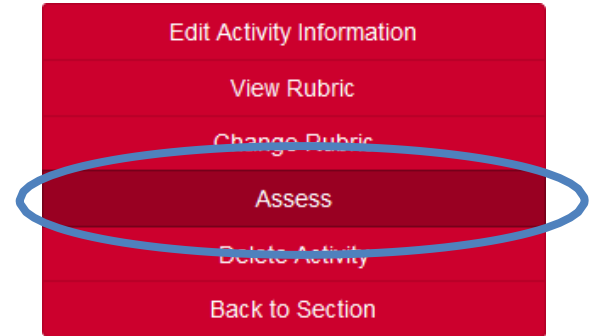 Edit Activity Information
View Rubric
Change Rubric
Assess
Delete Activity
Back to Section